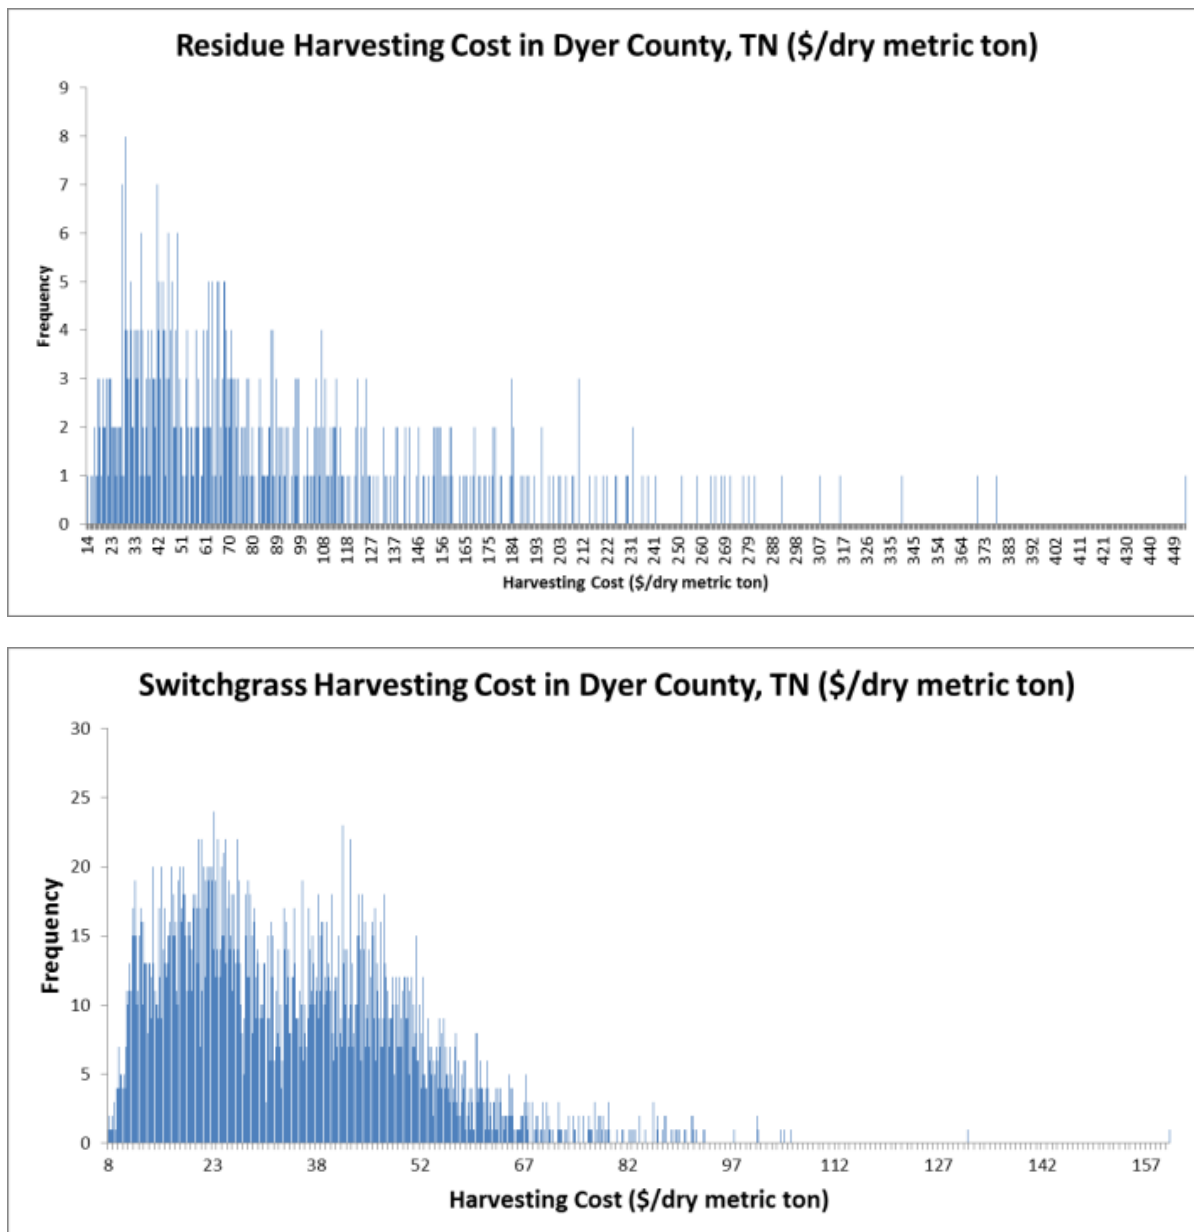 Residue Harvesting Cost in Dyer County, TN ($/dry metric ton)
9
8
7
6
5
4
3
2
1
0
Frequency
14 23 33 42 51 61 70 80 89 99 108 118 127 137 146 156 165 174 184 193 203 212 222 231 241 250 260 269 279 288 298 307 317 326 335 345 354 364 373 383 392 402 411 421 430 440 449
Harvesting Cost ($/dry metric ton)
Switchgrass Harvesting Cost in Dyer County, TN ($/dry metric ton)
30
25
20
15
10
5
0
Frequency
8 23 38 52 67 82 97 112 127 142 157
Harvesting Cost ($/dry metric ton)